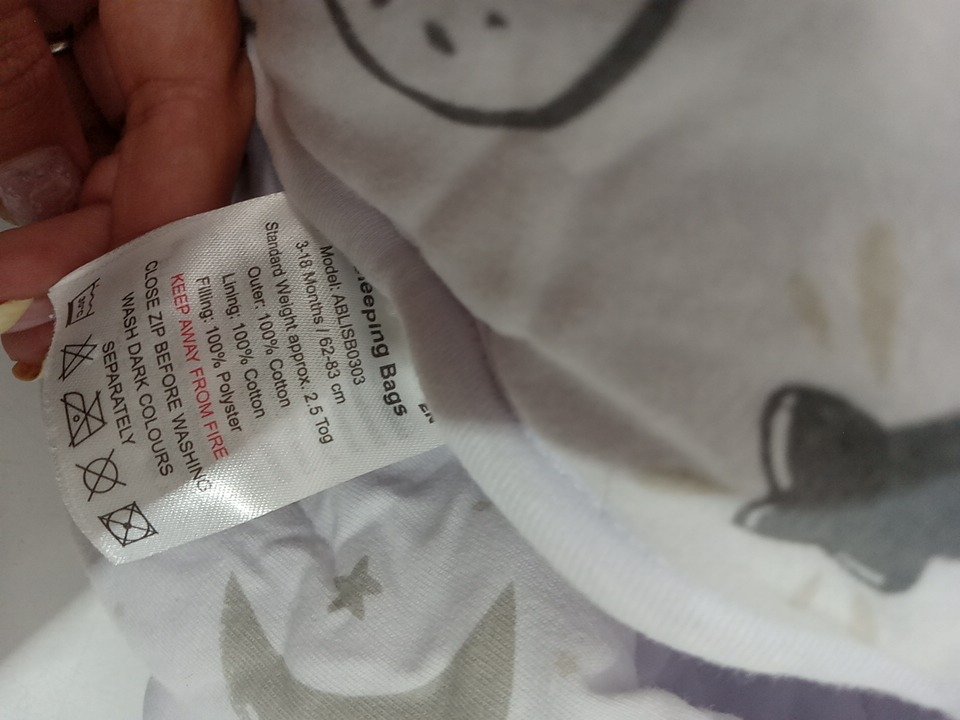 Sleeping Bags
Model: ABLISB0303
3-18 Months / 62-83 cm
Standard Weight approx. 2.5 Tog
Outer: 100% Cotton
Lining: 100% Cotton
Filling: 100% Polyster
KEEP AWAY FROM FIRE
CLOSE ZIP BEFORE WASHING
WASH DARK COLOURS
SEPARATELY